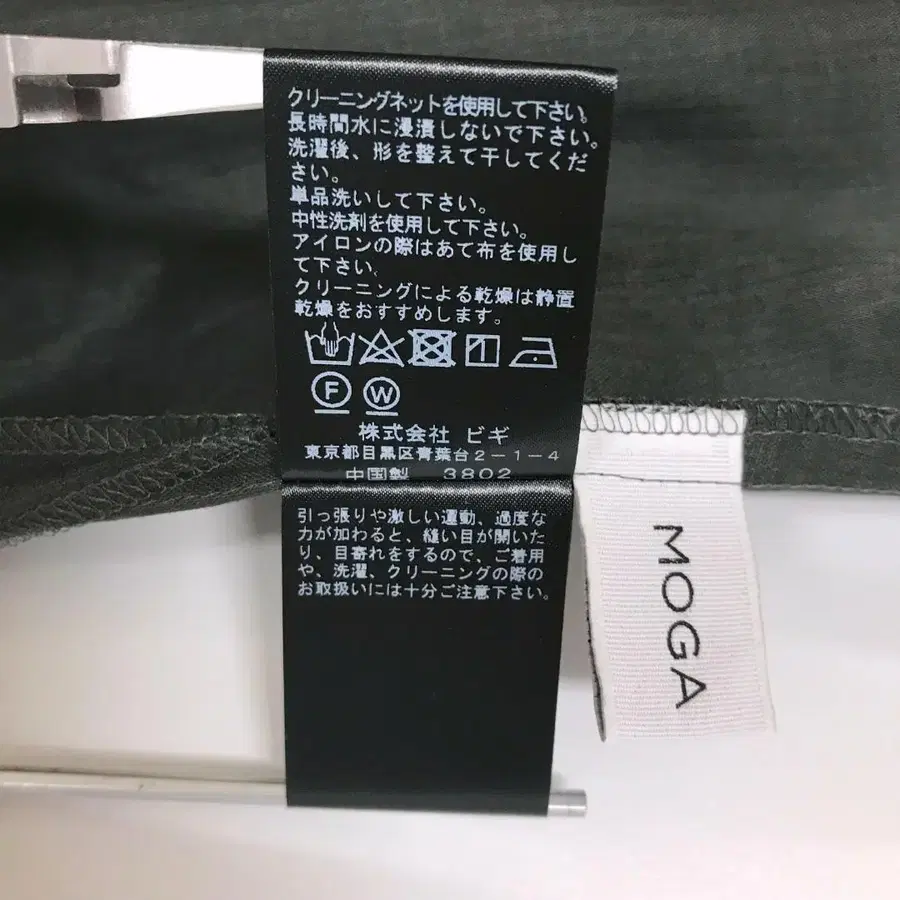 クリーニングネットを使用して下さい。
長時間水に浸漬しないで下さい。
洗濯後、形を整えて干してくだ
さい。
単品洗いして下さい。
中性洗剤を使用して下さい。
アイロンの際はあて布を使用し
て下さい。
クリーニングによる乾燥は静置
乾燥をおすすめします。
F W
株式会社 ビギ
東京都目黒区青葉台2-1-4
中国製 3802
引っ張りや激しい運動、過度な
力が加わると、縫い目が開いた
り、目寄れをするので、ご着用
や、洗濯、クリーニングの際の
お取扱いには十分ご注意下さい。
MOGA